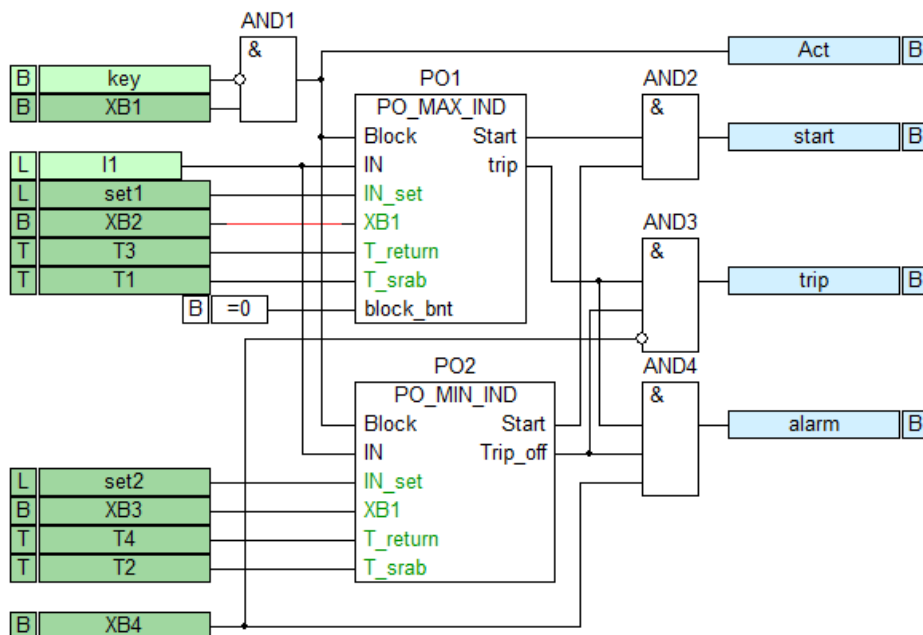 AND1
&
B key
B XB1
Act B
PO1
PO_MAX_IND
Block Start
IN trip
IN_set
XB1
T_return
T_srab
block_bnt
L I1
L set1
B XB2
T T3
T T1
B =0
AND2
&
start B
AND3
&
trip B
AND4
&
alarm B
PO2
PO_MIN_IND
Block Start
IN Trip_off
IN_set
XB1
T_return
T_srab
L set2
B XB3
T T4
T T2
B XB4